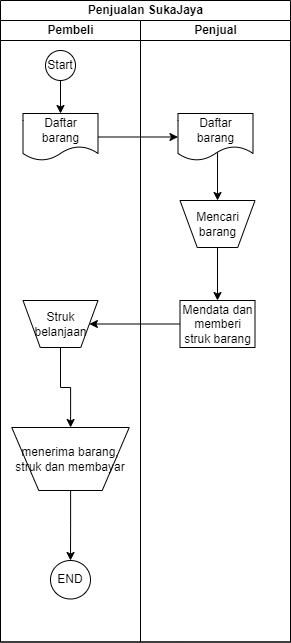 Penjualan SukaJaya
Pembeli
Penjual
Start
Daftar
barang
Daftar
barang
Mencari
barang
Mendata dan
memberi
struk barang
Struk
belanjaan
menerima barang,
struk dan membayar
END